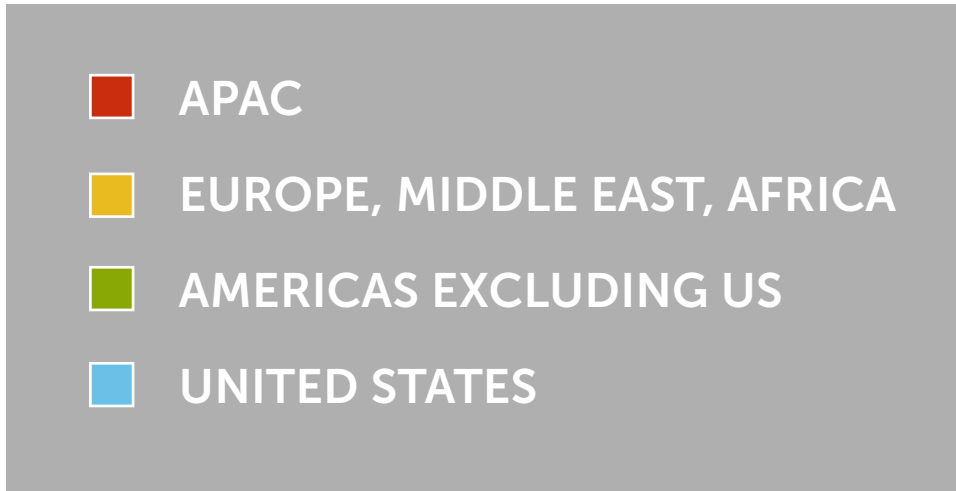 APAC
EUROPE, MIDDLE EAST, AFRICA
AMERICAS EXCLUDING US
UNITED STATES